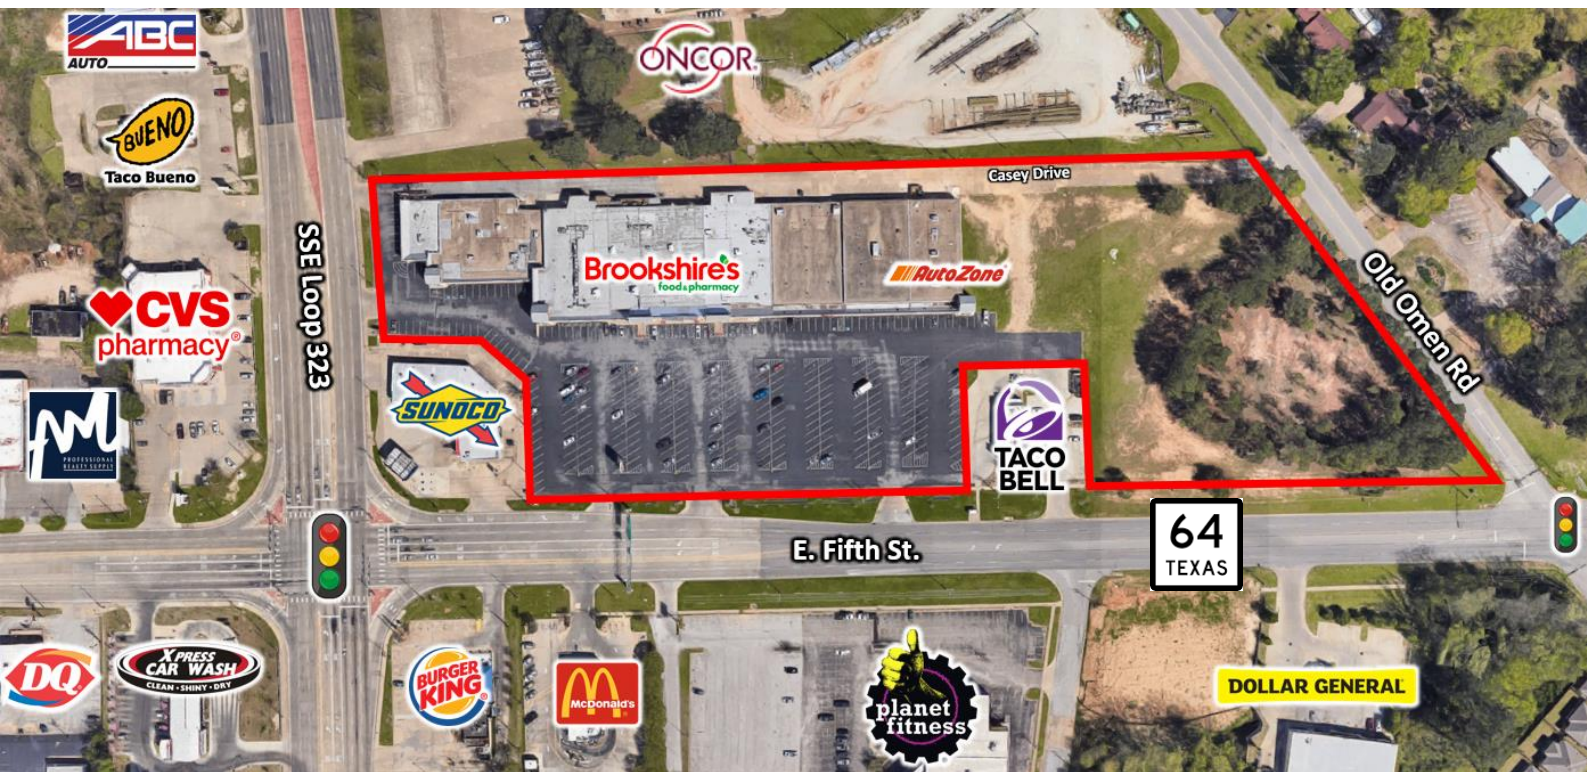 ABC
AUTO
ONCOR
BUENO
Taco Bueno
Casey Drive
SSE Loop 323
Brookshire's
food & pharmacy
AutoZone
Old Omen Rd
CVS
pharmacy
SUNOCO
AM
PROFESSIONAL
BEAUTY SUPPLY
TACO
BELL
64
TEXAS
E. Fifth St.
DQ
XPRESS
CAR WASH
CLEAN • SHINY • DRY
BURGER
KING
McDonald's
planet
fitness
DOLLAR GENERAL